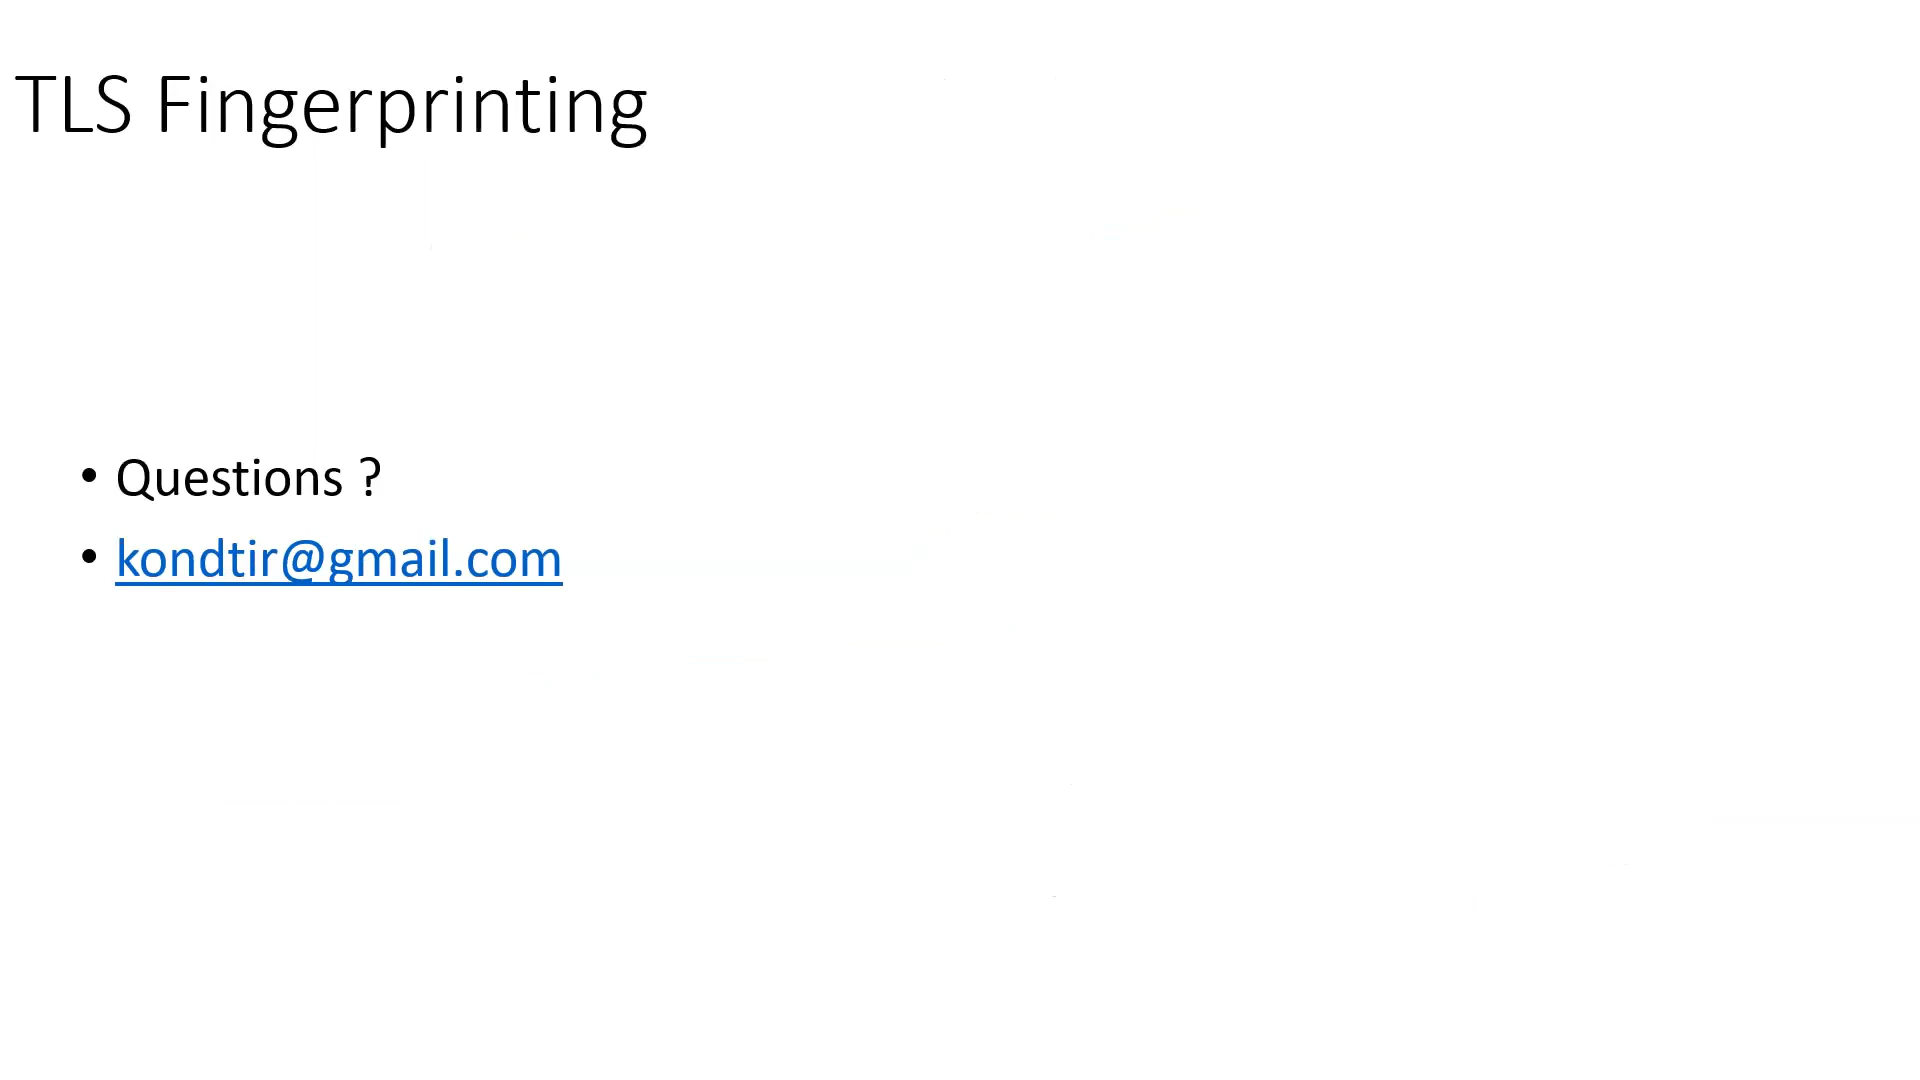 TLS Fingerprinting
• Questions ?
• kondtir@gmail.com